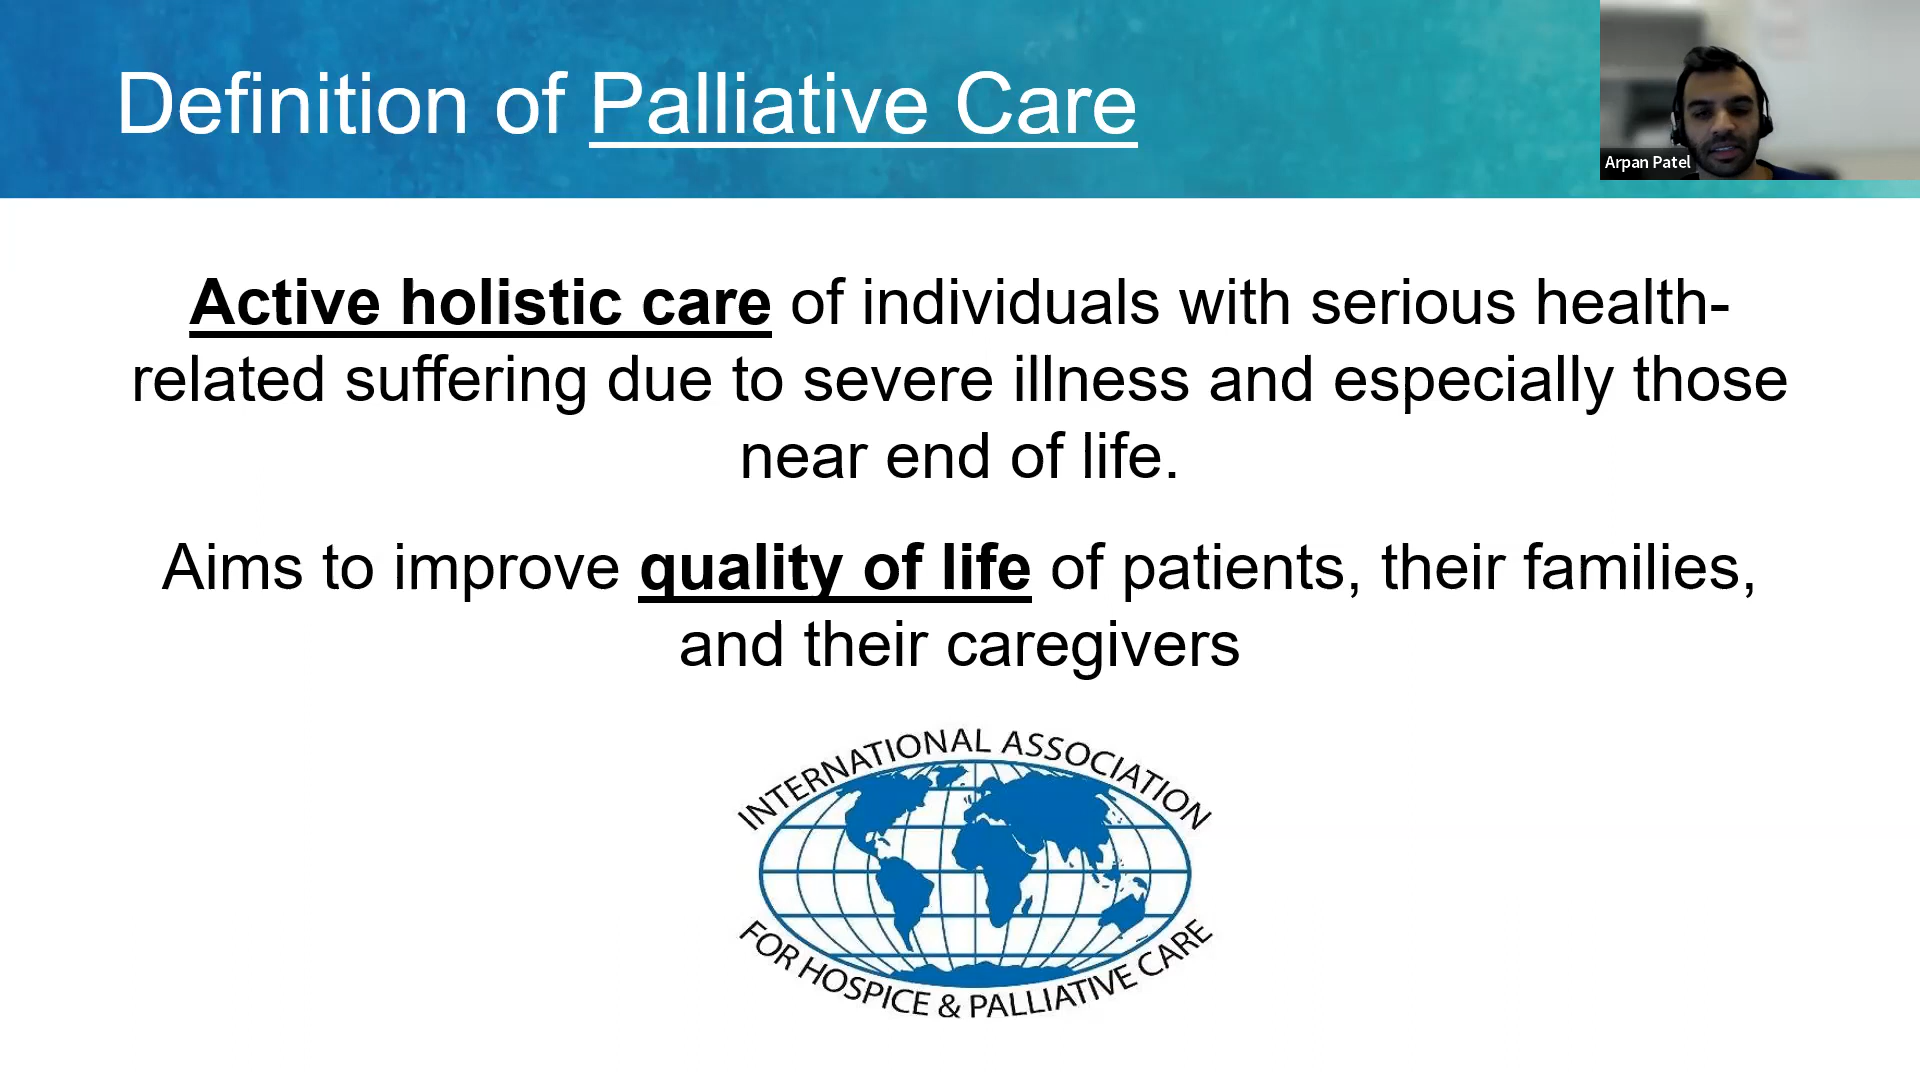 Definition of Palliative Care
Arpan Patel
Active holistic care of individuals with serious health-
related suffering due to severe illness and especially those
near end of life.
Aims to improve quality of life of patients, their families,
and their caregivers
INTERNATIONAL ASSOCIATION
FOR HOSPICE & PALLIATIVE CARE